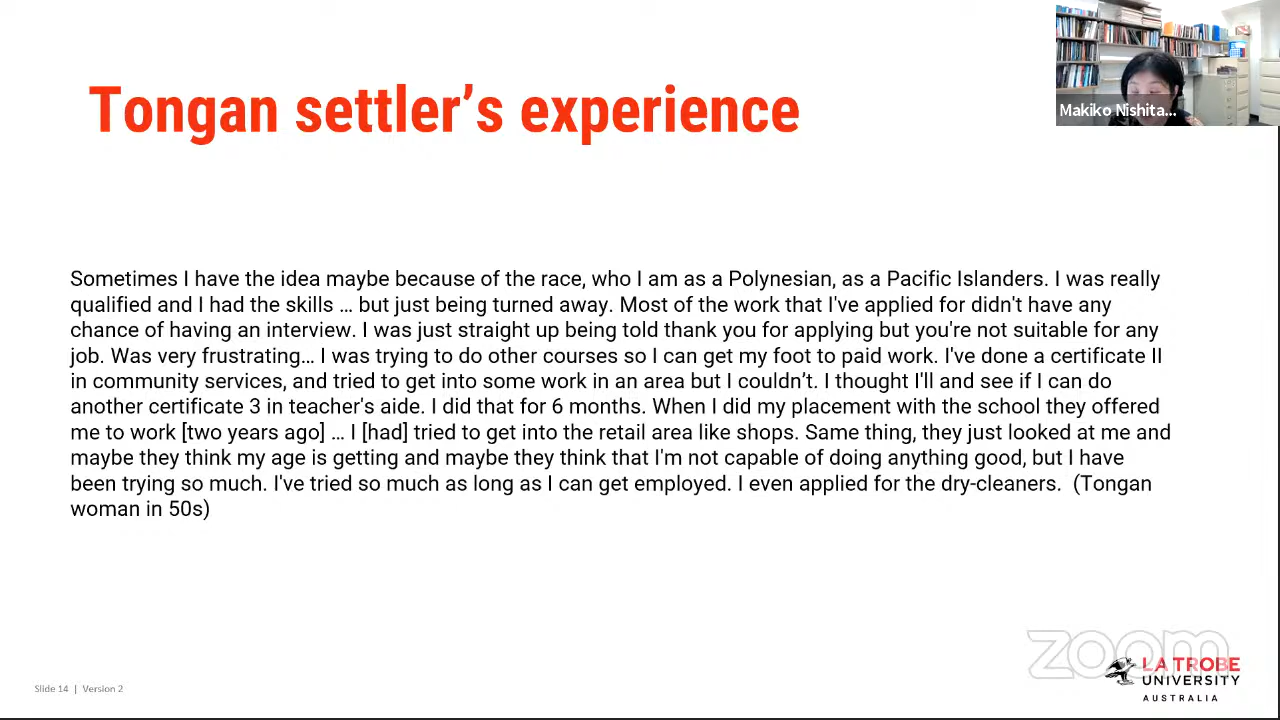 Tongan settler’s experience
Makiko Nishita...
Sometimes I have the idea maybe because of the race, who I am as a Polynesian, as a Pacific Islanders. I was really
qualified and I had the skills … but just being turned away. Most of the work that I've applied for didn't have any
chance of having an interview. I was just straight up being told thank you for applying but you're not suitable for any
job. Was very frustrating… I was trying to do other courses so I can get my foot to paid work. I've done a certificate II
in community services, and tried to get into some work in an area but I couldn’t. I thought I'll and see if I can do
another certificate 3 in teacher's aide. I did that for 6 months. When I did my placement with the school they offered
me to work [two years ago] … I [had] tried to get into the retail area like shops. Same thing, they just looked at me and
maybe they think my age is getting and maybe they think that I'm not capable of doing anything good, but I have
been trying so much. I've tried so much as long as I can get employed. I even applied for the dry-cleaners.  (Tongan
woman in 50s)
zoom
LA TROBE
UNIVERSITY
AUSTRALIA
Slide 14 | Version 2